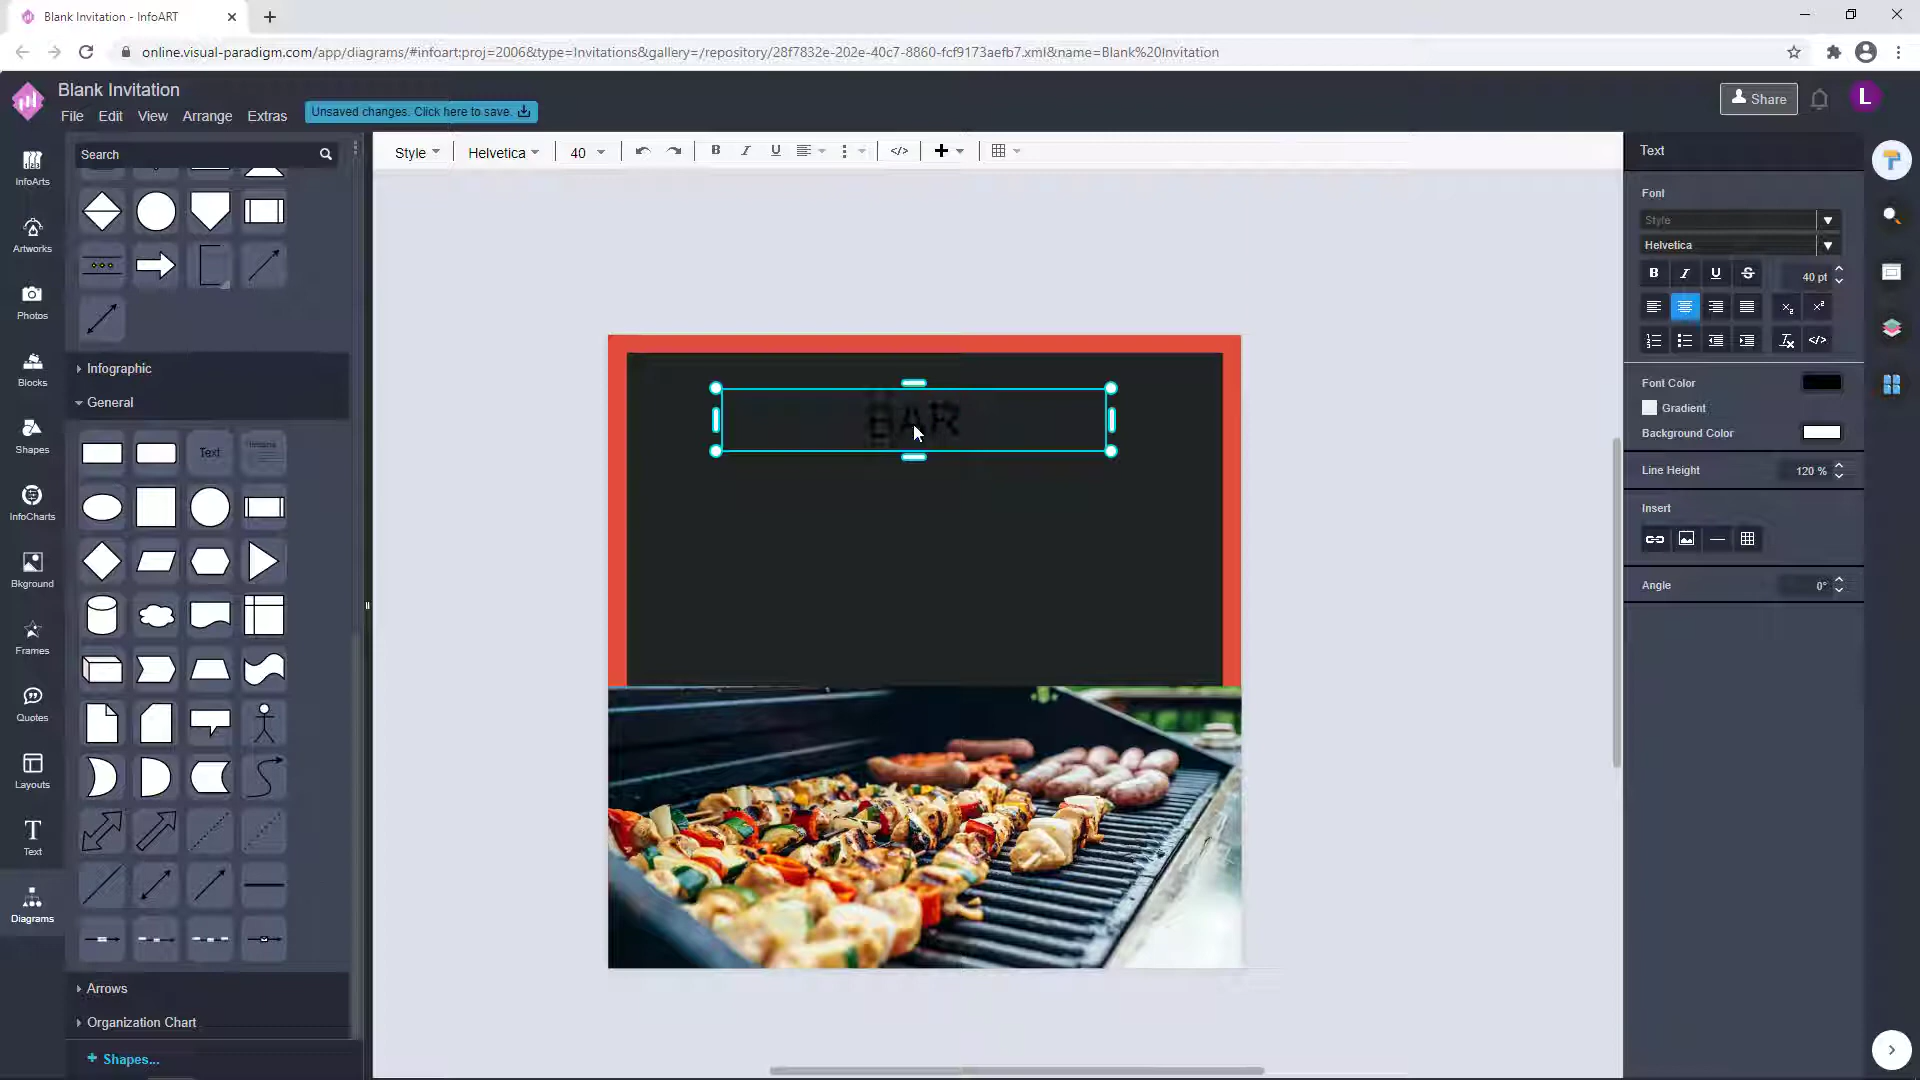 Blank Invitation - InfoART
online.visual-paradigm.com/app/diagrams/#infoart:proj=2006&type=Invitations&gallery=/repository/28f7832e-202e-40c7-8860-fcf9173aefb7.xml&name=Blank%20Invitation
Blank Invitation
File Edit View Arrange Extras
Unsaved changes. Click here to save.
Share
L
Search
Style Helvetica 40 B I U </>
Text
InfoArts
Artworks
Photos
Blocks
Shapes
InfoCharts
Bkground
Frames
Quotes
Layouts
Text
Diagrams
Infographic
General
Text
Arrows
Organization Chart
+ Shapes...
BAR
Font
Style
Helvetica
B I U S 40 pt
Font Color
Gradient
Background Color
Line Height 120 %
Insert
Angle 0°